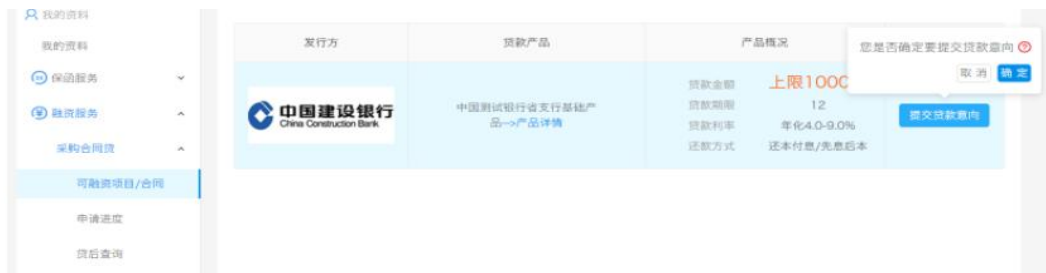 我的资料
我的资料
保函服务
融资服务
采购合同贷
可融资项目/合同
申请进度
贷后查询
发行方
贷款产品
产品概况
您是否确定要提交贷款意向
取消 确定
中国建设银行
China Construction Bank
中国测试银行省支行基础产
品-->产品详情
贷款金额 上限1000
贷款期限 12
贷款利率 年化4.0-9.0%
还款方式 还本付息/先息后本
提交贷款意向